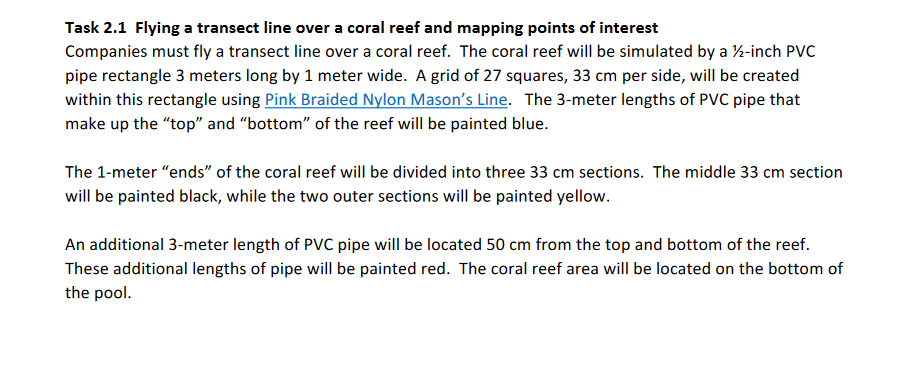 Task 2.1  Flying a transect line over a coral reef and mapping points of interest
Companies must fly a transect line over a coral reef.  The coral reef will be simulated by a ½-inch PVC
pipe rectangle 3 meters long by 1 meter wide.  A grid of 27 squares, 33 cm per side, will be created
within this rectangle using Pink Braided Nylon Mason’s Line.  The 3-meter lengths of PVC pipe that
make up the “top” and “bottom” of the reef will be painted blue.
The 1-meter “ends” of the coral reef will be divided into three 33 cm sections.  The middle 33 cm section
will be painted black, while the two outer sections will be painted yellow.
An additional 3-meter length of PVC pipe will be located 50 cm from the top and bottom of the reef.
These additional lengths of pipe will be painted red.  The coral reef area will be located on the bottom of
the pool.